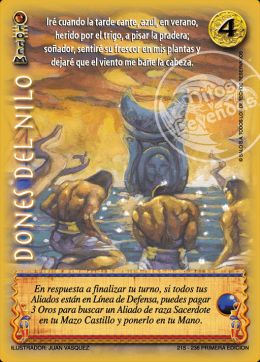 Iré cuando la tarde cante, azul, en verano,
herido por el trigo, a pisar la pradera;
soñador, sentiré su frescor en mis plantas y
dejaré que el viento me bañe la cabeza.
4
DONES DEL NILO
Mitos
Leyendas
En respuesta a finalizar tu turno, si todos tus
Aliados están en Línea de Defensa, puedes pagar
3 Oros para buscar un Aliado de raza Sacerdote
en tu Mazo Castillo y ponerlo en tu Mano.
ILUSTRADOR: JUAN VASQUEZ
215 - 236 PRIMERA EDICION